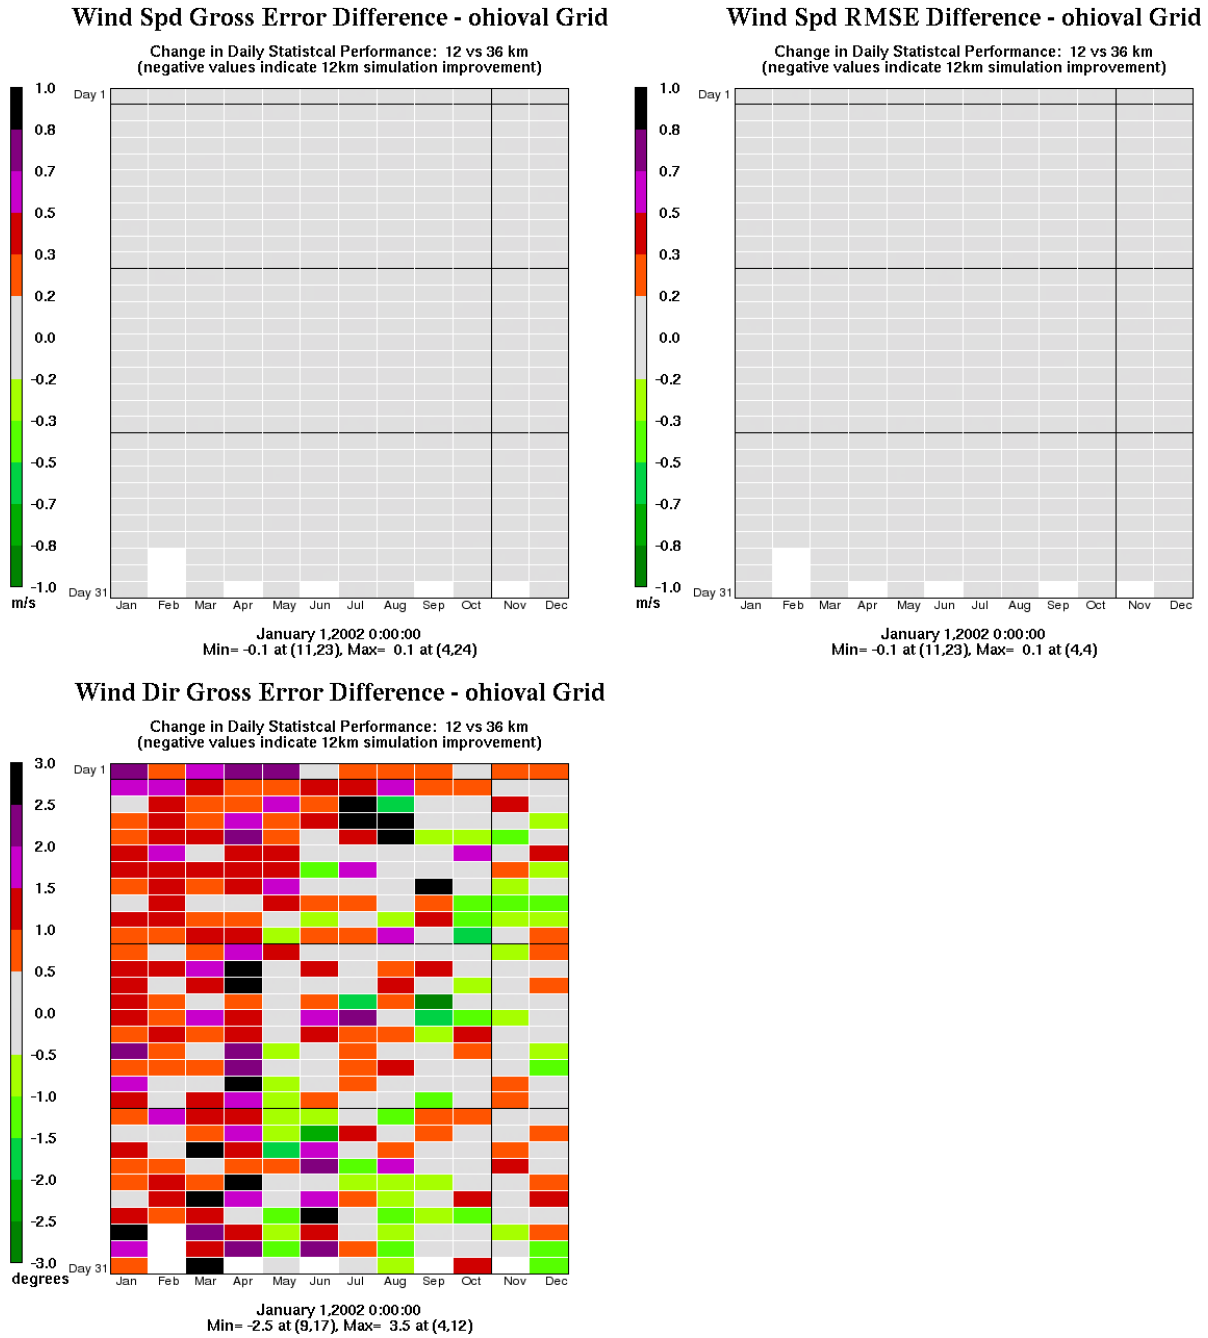 Wind Spd Gross Error Difference - ohioval Grid
Change in Daily Statistcal Performance: 12 vs 36 km
(negative values indicate 12km simulation improvement)
1.0
0.8
0.7
0.5
0.3
0.2
0.0
-0.2
-0.3
-0.5
-0.7
-0.8
-1.0
m/s
Day 1
Day 31
Jan Feb Mar Apr May Jun Jul Aug Sep Oct Nov Dec
January 1,2002 0:00:00
Min= -0.1 at (11,23), Max= 0.1 at (4,24)
Wind Spd RMSE Difference - ohioval Grid
Change in Daily Statistcal Performance: 12 vs 36 km
(negative values indicate 12km simulation improvement)
1.0
0.8
0.7
0.5
0.3
0.2
0.0
-0.2
-0.3
-0.5
-0.7
-0.8
-1.0
m/s
Day 1
Day 31
Jan Feb Mar Apr May Jun Jul Aug Sep Oct Nov Dec
January 1,2002 0:00:00
Min= -0.1 at (11,23), Max= 0.1 at (4,4)
Wind Dir Gross Error Difference - ohioval Grid
Change in Daily Statistcal Performance: 12 vs 36 km
(negative values indicate 12km simulation improvement)
3.0
2.5
2.0
1.5
1.0
0.5
0.0
-0.5
-1.0
-1.5
-2.0
-2.5
-3.0
degrees
Day 1
Day 31
Jan Feb Mar Apr May Jun Jul Aug Sep Oct Nov Dec
January 1,2002 0:00:00
Min= -2.5 at (9,17), Max= 3.5 at (4,12)